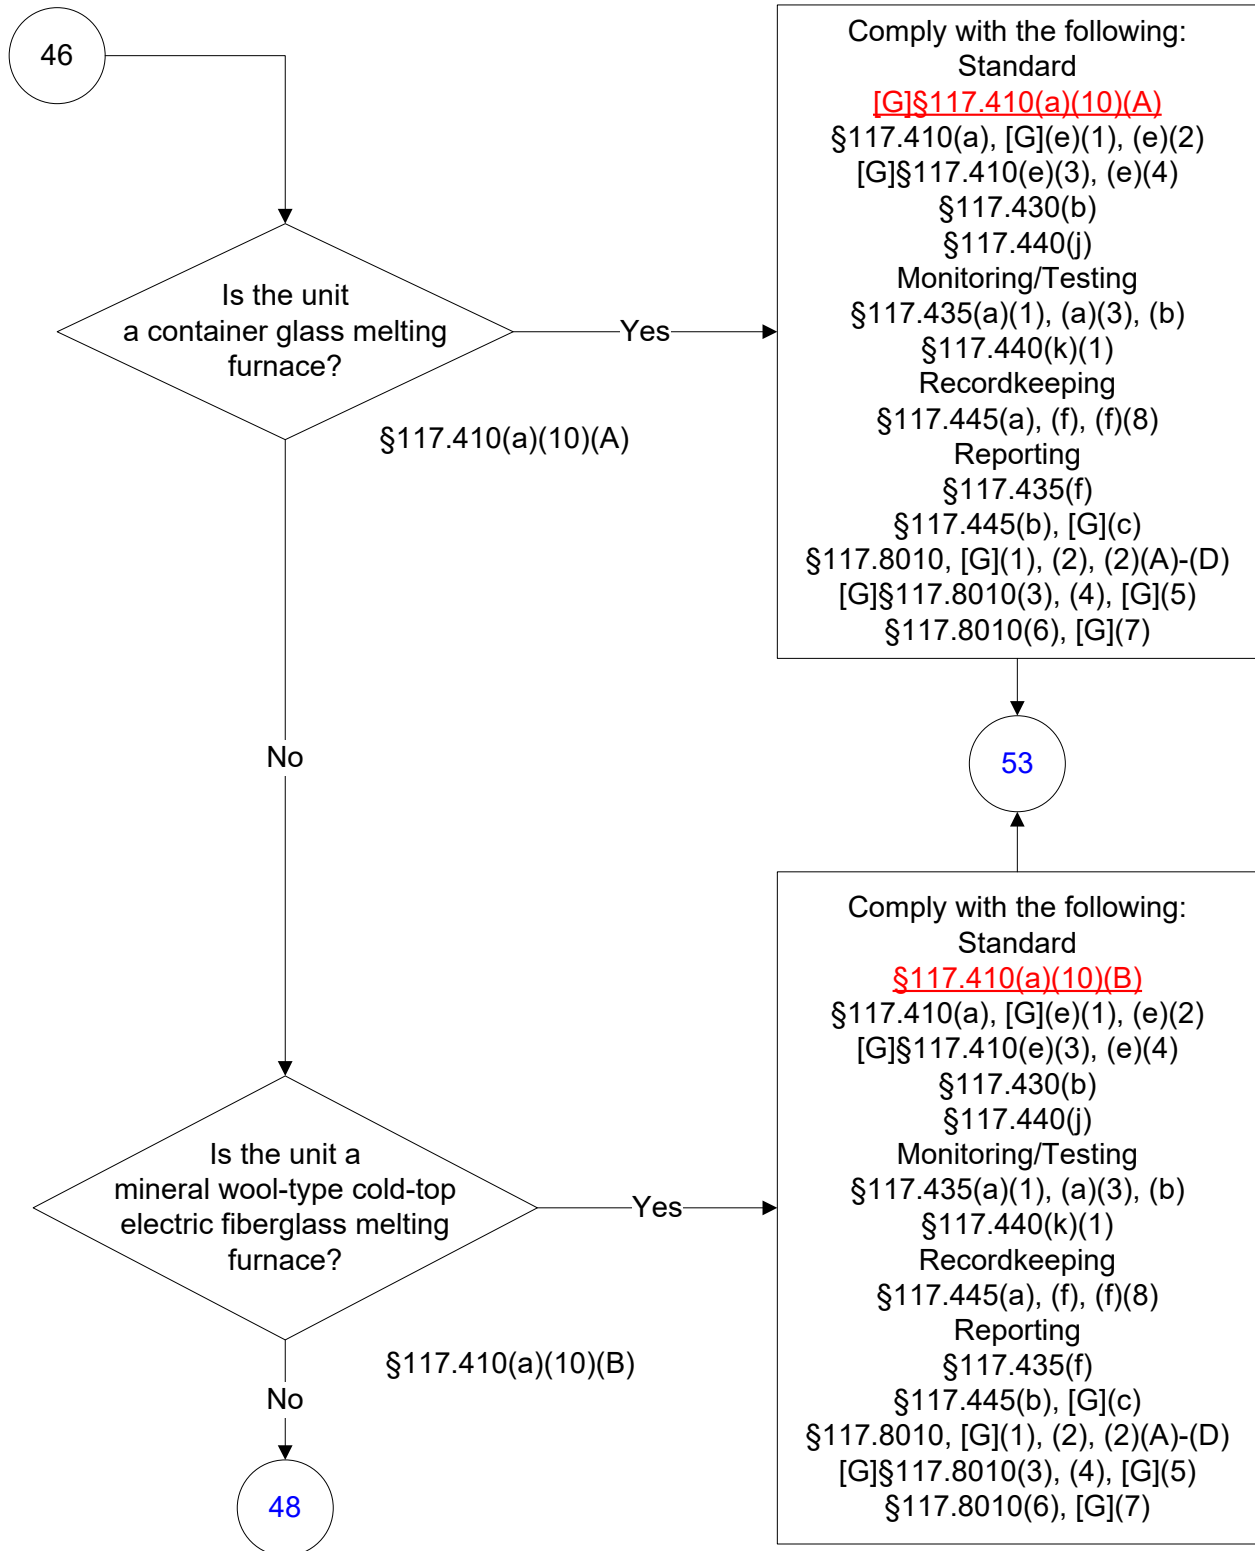 46
Is the unit
a container glass melting
furnace?
Yes
§117.410(a)(10)(A)
Comply with the following:
Standard
[G]§117.410(a)(10)(A)
§117.410(a), [G](e)(1), (e)(2)
[G]§117.410(e)(3), (e)(4)
§117.430(b)
§117.440(j)
Monitoring/Testing
§117.435(a)(1), (a)(3), (b)
§117.440(k)(1)
Recordkeeping
§117.445(a), (f), (f)(8)
Reporting
§117.435(f)
§117.445(b), [G](c)
§117.8010, [G](1), (2), (2)(A)-(D)
[G]§117.8010(3), (4), [G](5)
§117.8010(6), [G](7)
No
53
Is the unit a
mineral wool-type cold-top
electric fiberglass melting
furnace?
Yes
§117.410(a)(10)(B)
Comply with the following:
Standard
§117.410(a)(10)(B)
§117.410(a), [G](e)(1), (e)(2)
[G]§117.410(e)(3), (e)(4)
§117.430(b)
§117.440(j)
Monitoring/Testing
§117.435(a)(1), (a)(3), (b)
§117.440(k)(1)
Recordkeeping
§117.445(a), (f), (f)(8)
Reporting
§117.435(f)
§117.445(b), [G](c)
§117.8010, [G](1), (2), (2)(A)-(D)
[G]§117.8010(3), (4), [G](5)
§117.8010(6), [G](7)
No
48